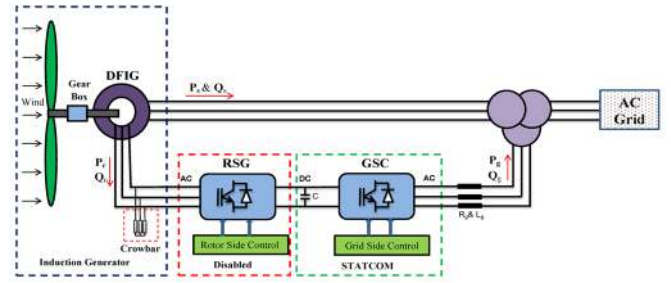 DFIG
Gear
Box
Wind
Ps & Qs
AC
Grid
Pr
Qr
RSG
GSC
Pg
Qg
AC
DC
AC
C
Rg& Lg
Crowbar
Rotor Side Control
Grid Side Control
Induction Generator
Disabled
STATCOM